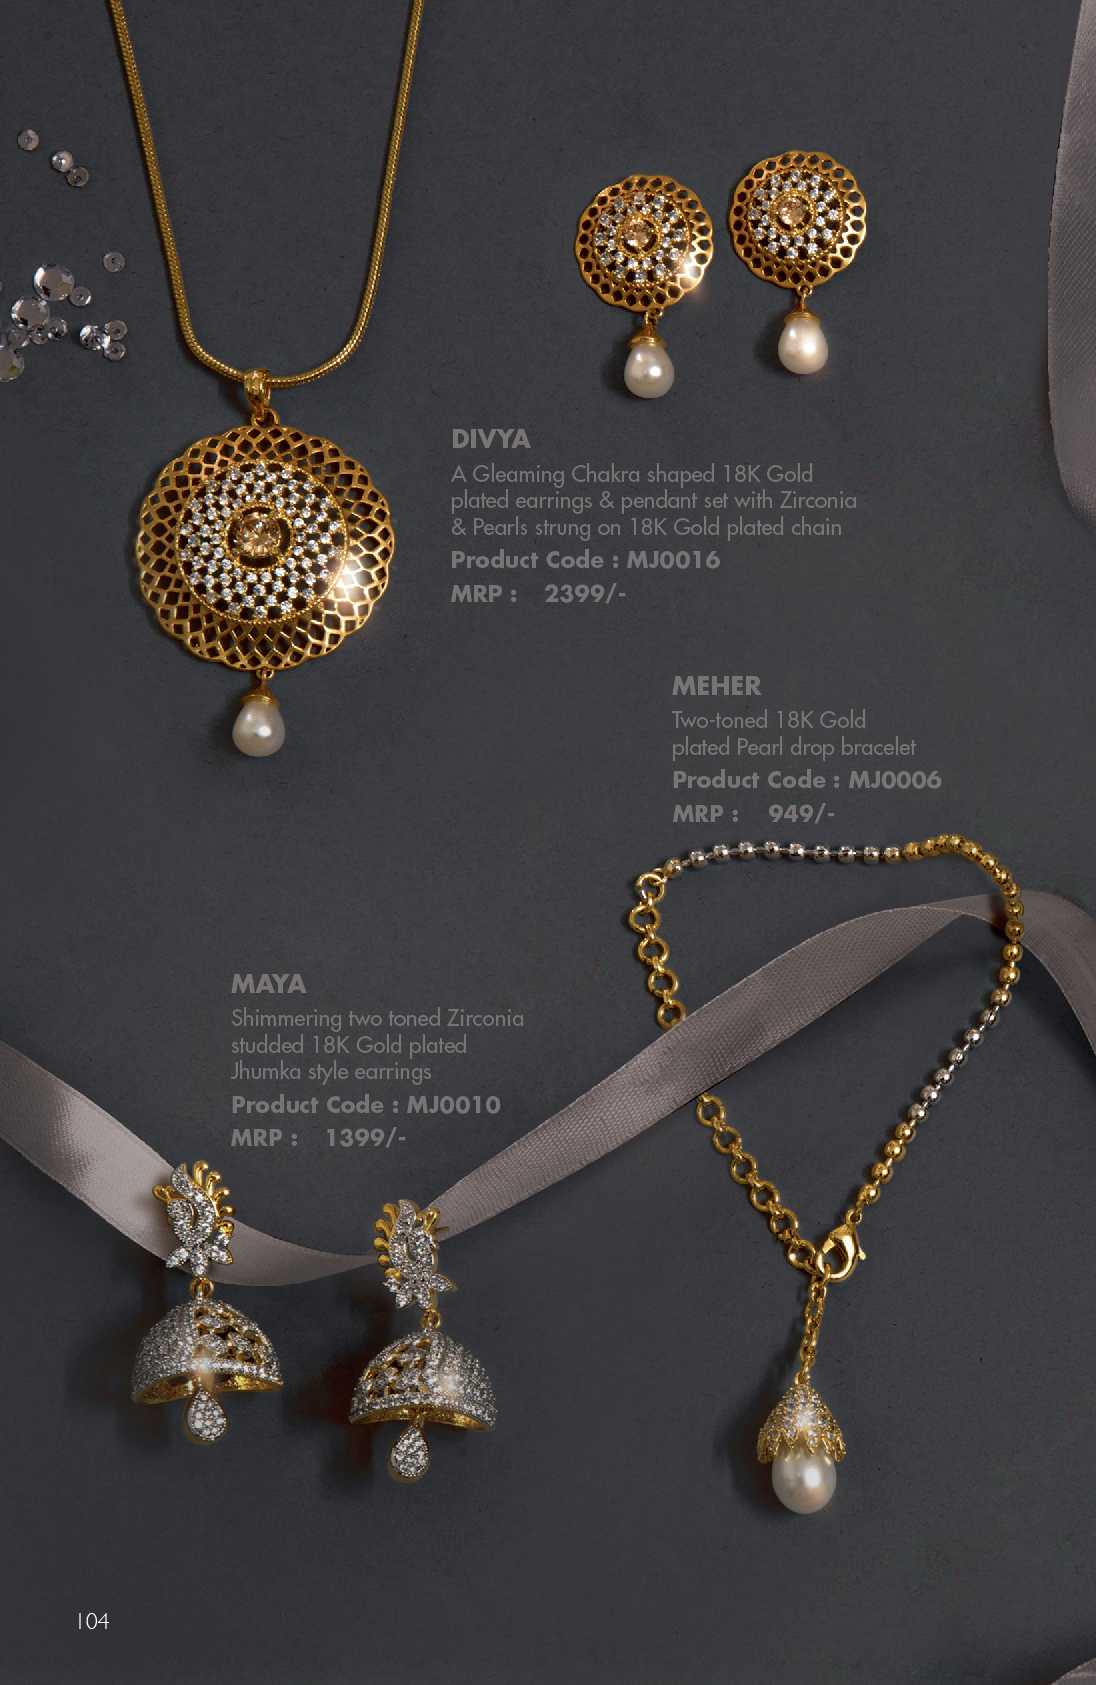 DIVYA
A Gleaming Chakra shaped 18K Gold
plated earrings & pendant set with Zirconia
& Pearls strung on 18K Gold plated chain
Product Code : MJ0016
MRP : 2399/-
MEHER
Two-toned 18K Gold
plated Pearl drop bracelet
Product Code : MJ0006
MRP : 949/-
MAYA
Shimmering two toned Zirconia
studded 18K Gold plated
Jhumka style earrings
Product Code : MJ0010
MRP : 1399/-
104